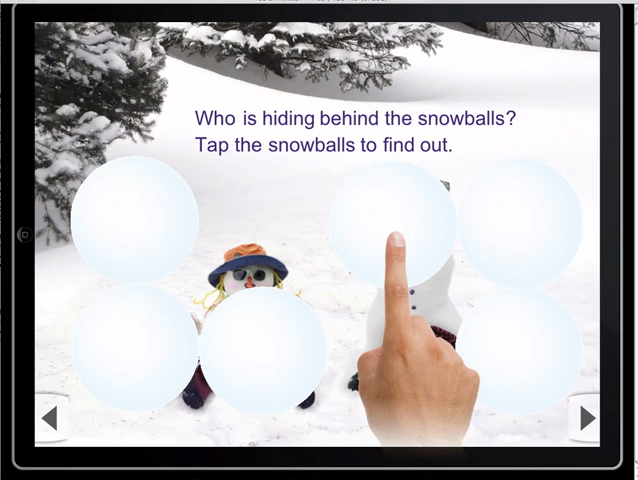 Who is hiding behind the snowballs?
Tap the snowballs to find out.